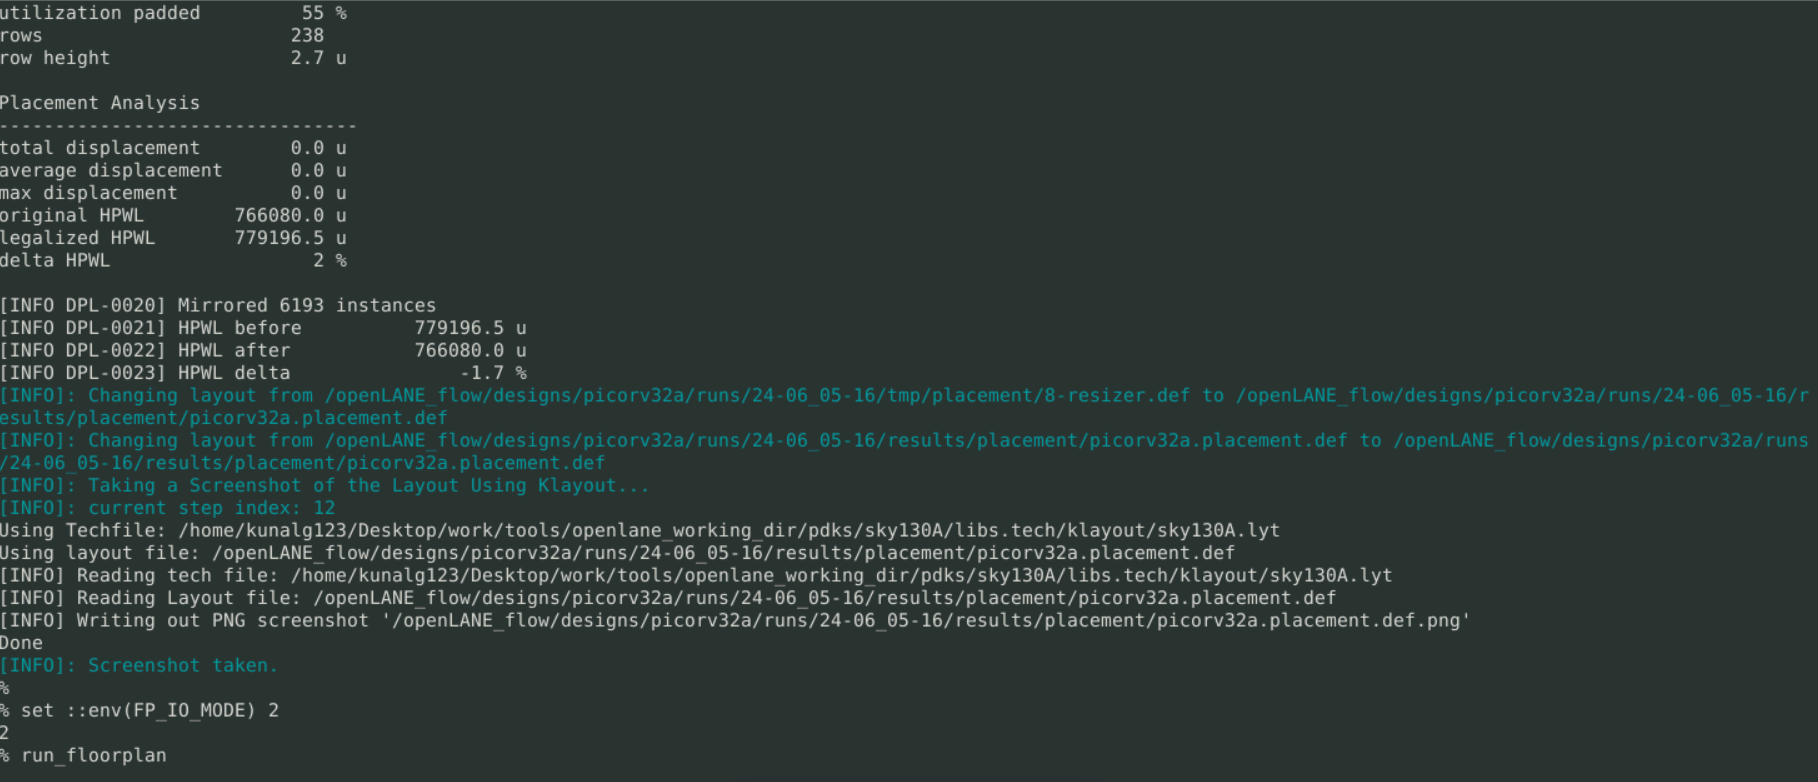 utilization padded         55 %
rows                      238
row height                2.7 u

Placement Analysis
--------------------------------
total displacement        0.0 u
average displacement      0.0 u
max displacement          0.0 u
original HPWL        766080.0 u
legalized HPWL       779196.5 u
delta HPWL                  2 %

[INFO DPL-0020] Mirrored 6193 instances
[INFO DPL-0021] HPWL before          779196.5 u
[INFO DPL-0022] HPWL after           766080.0 u
[INFO DPL-0023] HPWL delta               -1.7 %
[INFO]: Changing layout from /openLANE_flow/designs/picorv32a/runs/24-06_05-16/tmp/placement/8-resizer.def to /openLANE_flow/designs/picorv32a/runs/24-06_05-16/r
esults/placement/picorv32a.placement.def
[INFO]: Changing layout from /openLANE_flow/designs/picorv32a/runs/24-06_05-16/results/placement/picorv32a.placement.def to /openLANE_flow/designs/picorv32a/runs
/24-06_05-16/results/placement/picorv32a.placement.def
[INFO]: Taking a Screenshot of the Layout Using Klayout...
[INFO]: current step index: 12
Using Techfile: /home/kunalg123/Desktop/work/tools/openlane_working_dir/pdks/sky130A/libs.tech/klayout/sky130A.lyt
Using layout file: /openLANE_flow/designs/picorv32a/runs/24-06_05-16/results/placement/picorv32a.placement.def
[INFO] Reading tech file: /home/kunalg123/Desktop/work/tools/openlane_working_dir/pdks/sky130A/libs.tech/klayout/sky130A.lyt
[INFO] Reading Layout file: /openLANE_flow/designs/picorv32a/runs/24-06_05-16/results/placement/picorv32a.placement.def
[INFO] Writing out PNG screenshot '/openLANE_flow/designs/picorv32a/runs/24-06_05-16/results/placement/picorv32a.placement.def.png'
Done
[INFO]: Screenshot taken.
%
% set ::env(FP_IO_MODE) 2
2
% run_floorplan